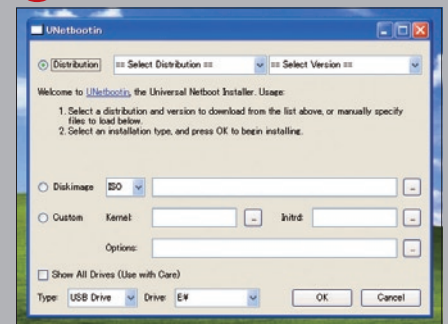 UNetbootin
Distribution == Select Distribution == == Select Version ==
Welcome to UNetbootin, the Universal Netboot Installer. Usage:
1. Select a distribution and version to download from the list above, or manually specify
files to load below.
2. Select an installation type, and press OK to begin installing.
Diskimage ISO ...
Custom Kernel: ... Initrd: ...
Options: ...
Show All Drives (Use with Care)
Type: USB Drive Drive: E¥ OK Cancel